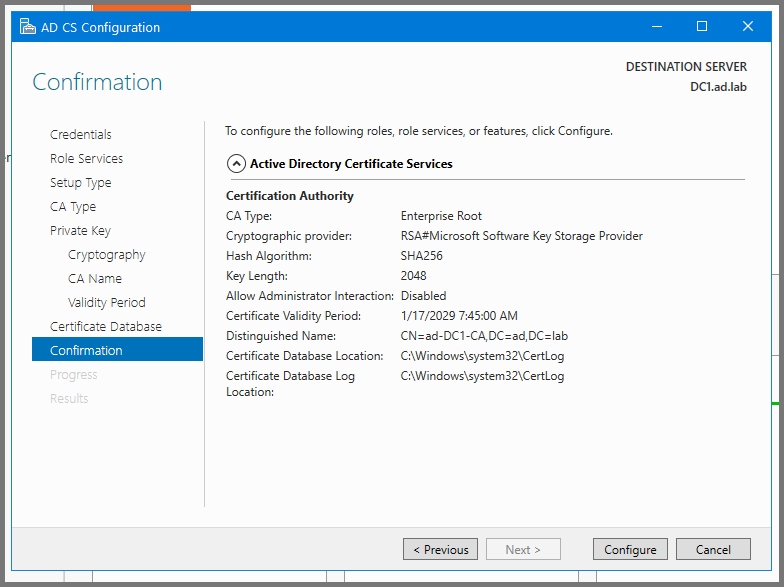 AD CS Configuration
Confirmation
DESTINATION SERVER
DC1.ad.lab
Credentials
Role Services
Setup Type
CA Type
Private Key
Cryptography
CA Name
Validity Period
Certificate Database
Confirmation
Progress
Results
To configure the following roles, role services, or features, click Configure.
Active Directory Certificate Services
Certification Authority
CA Type: Enterprise Root
Cryptographic provider: RSA#Microsoft Software Key Storage Provider
Hash Algorithm: SHA256
Key Length: 2048
Allow Administrator Interaction: Disabled
Certificate Validity Period: 1/17/2029 7:45:00 AM
Distinguished Name: CN=ad-DC1-CA,DC=ad,DC=lab
Certificate Database Location: C:\Windows\system32\CertLog
Certificate Database Log C:\Windows\system32\CertLog
Location:
< Previous Next > Configure Cancel